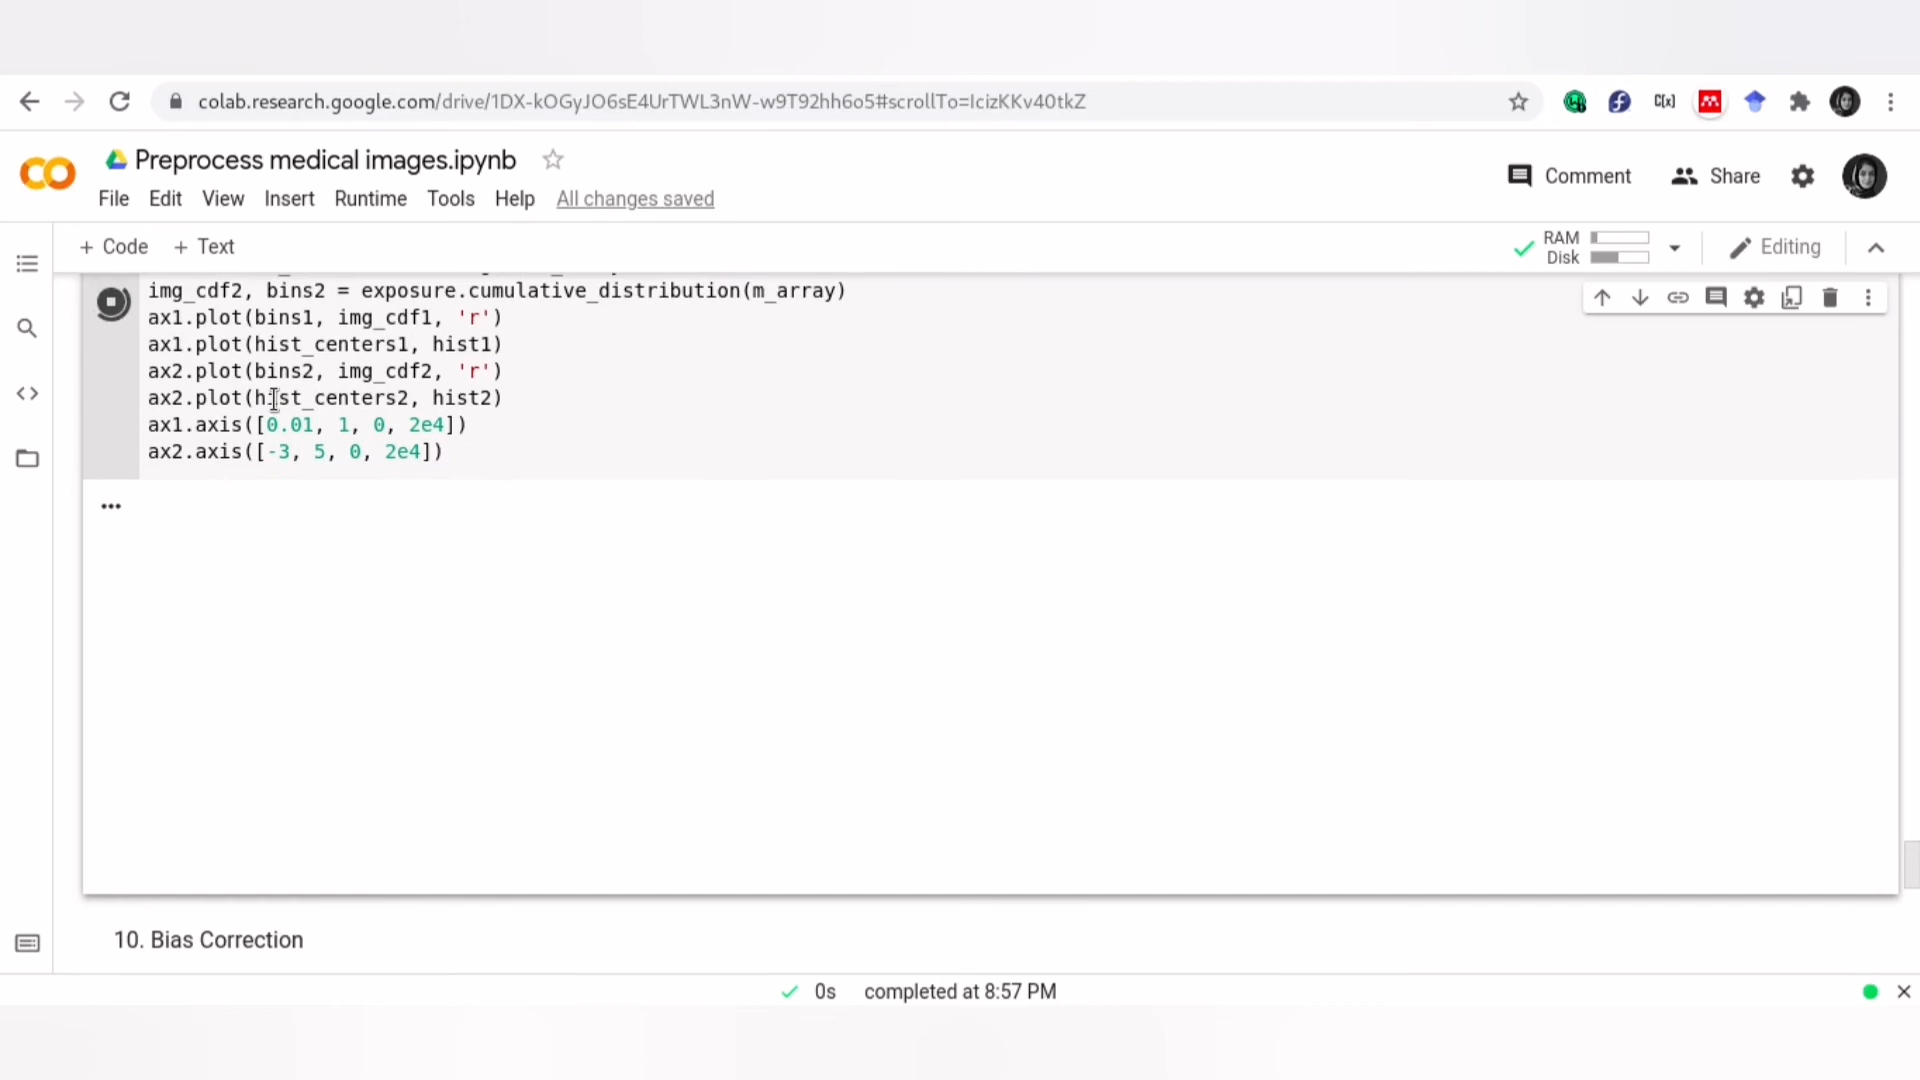 colab.research.google.com/drive/1DX-kOGyJO6sE4UrTWL3nW-w9T92hh6o5#scrollTo=IcizKKv40tkZ
C[x]
Preprocess medical images.ipynb
File Edit View Insert Runtime Tools Help All changes saved
Comment
Share
+ Code + Text
RAM
Disk
Editing
img_cdf2, bins2 = exposure.cumulative_distribution(m_array)
ax1.plot(bins1, img_cdf1, 'r')
ax1.plot(hist_centers1, hist1)
ax2.plot(bins2, img_cdf2, 'r')
ax2.plot(hist_centers2, hist2)
ax1.axis([0.01, 1, 0, 2e4])
ax2.axis([-3, 5, 0, 2e4])
10. Bias Correction
0s completed at 8:57 PM